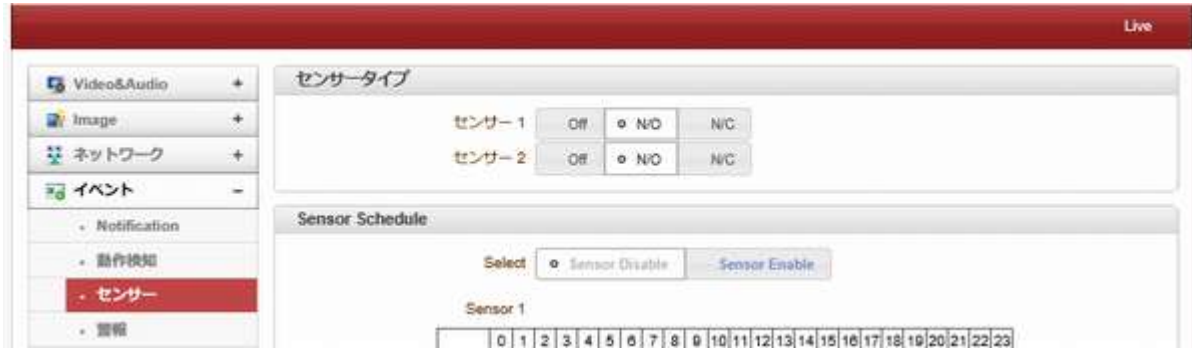 Live
Video&Audio +
Image +
ネットワーク +
イベント -
Notification
動作検知
センサー
警報
センサータイプ
センサー 1 Off N/O N/C
センサー 2 Off N/O N/C
Sensor Schedule
Select Sensor Disable Sensor Enable
Sensor 1
0 1 2 3 4 5 6 7 8 9 10 11 12 13 14 15 16 17 18 19 20 21 22 23